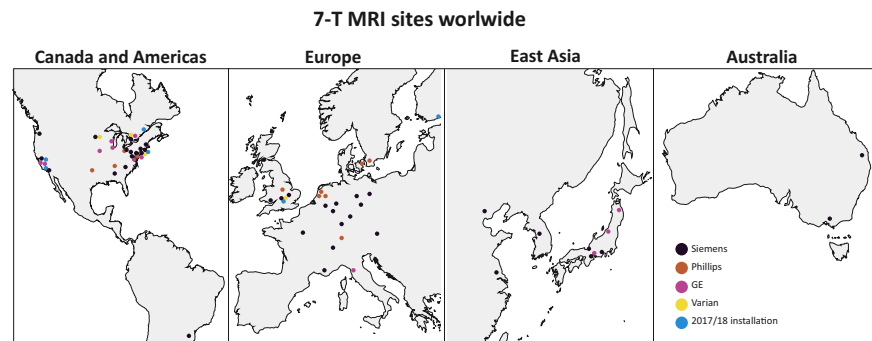 7-T MRI sites worlwide
Canada and Americas
Europe
East Asia
Australia
Siemens
Phillips
GE
Varian
2017/18 installation